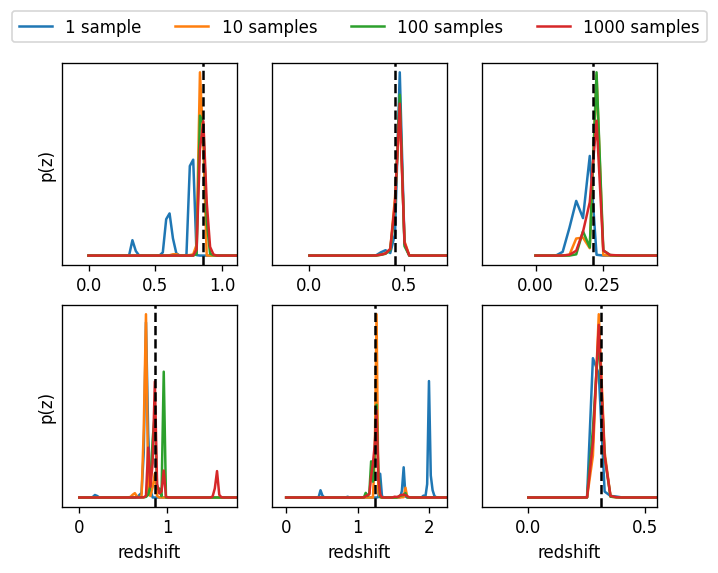 1 sample 10 samples 100 samples 1000 samples
p(z)
0.0 0.5 1.0 0.0 0.5 0.00 0.25
p(z)
0 1 0 1 2 0.0 0.5
redshift redshift redshift